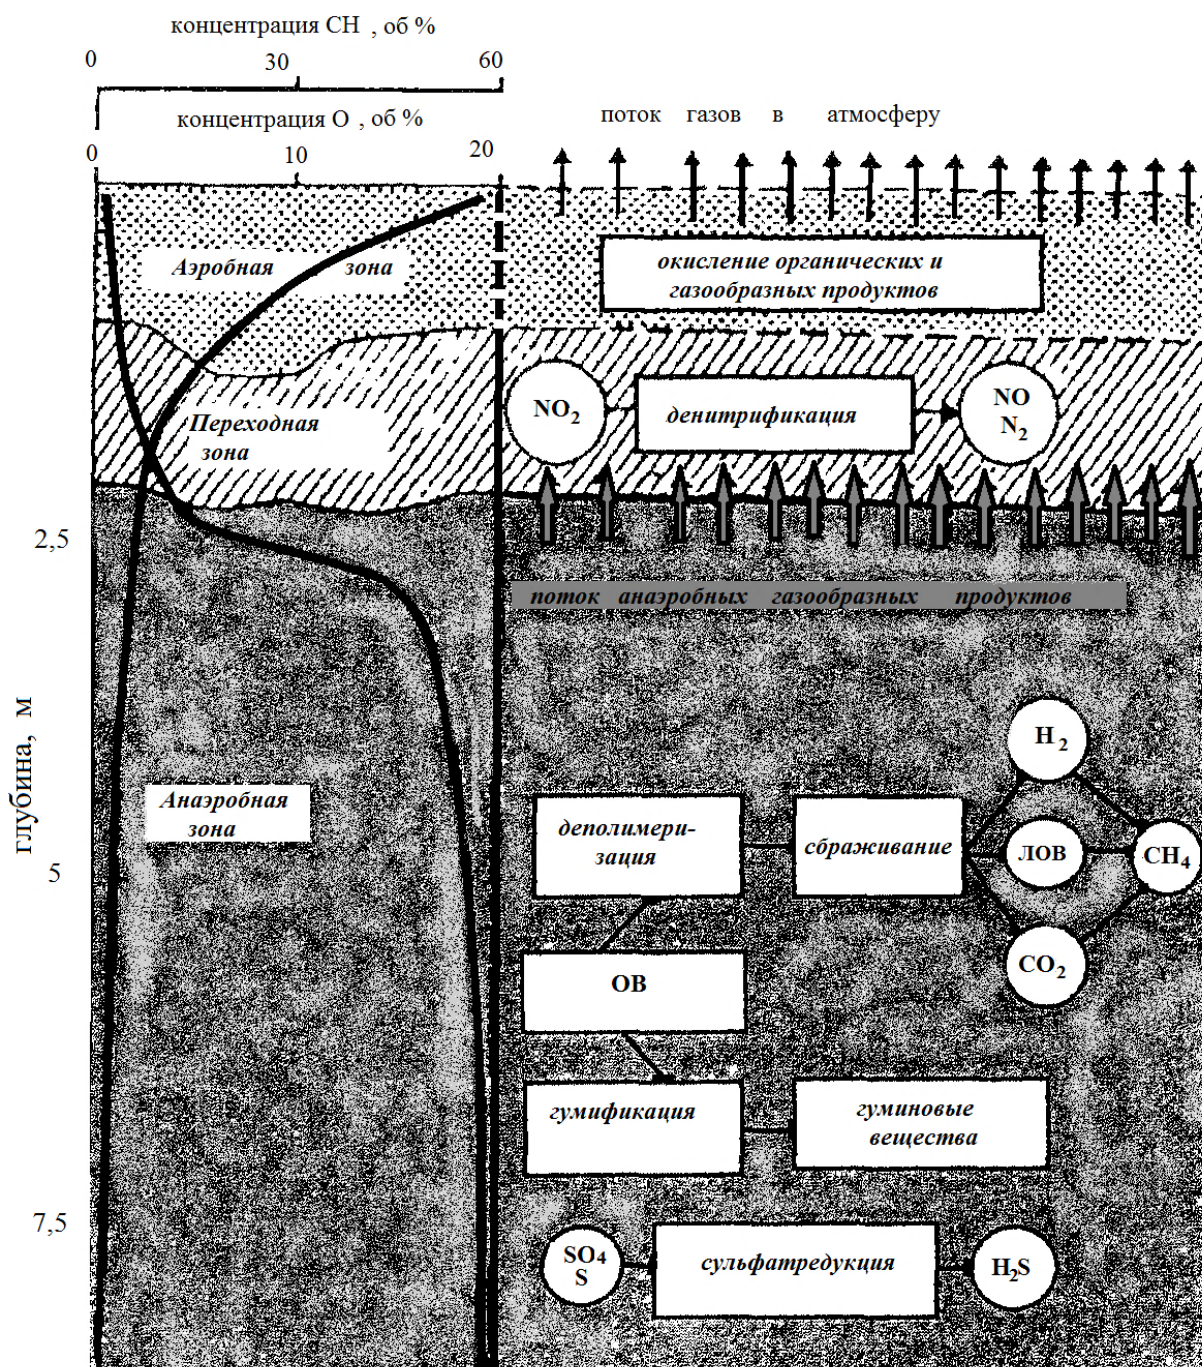 концентрация CH , об %
0 30 60
концентрация O , об %
0 10 20
поток газов в атмосферу
Аэробная зона
окисление органических и
газообразных продуктов
Переходная
зона
NO₂
денитрификация
NO
N₂
2,5
поток анаэробных газообразных продуктов
глубина, м
H₂
Анаэробная
зона
деполимери-
зация
сбраживание
ЛОВ
CH₄
5
CO₂
ОВ
гумификация
гуминовые
вещества
7,5
SO₄
S
сульфатредукция
H₂S